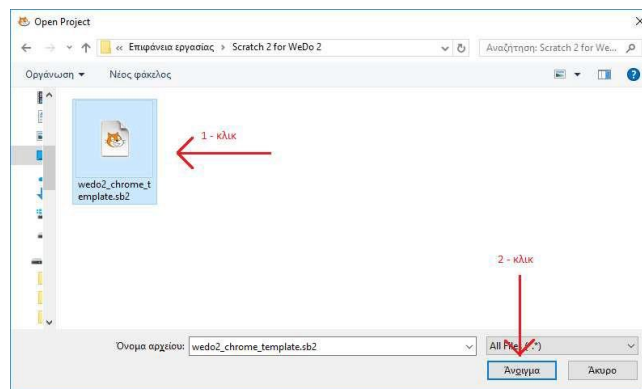 Open Project
« Επιφάνεια εργασίας › Scratch 2 for WeDo 2
Αναζήτηση: Scratch 2 for We...
Οργάνωση
Νέος φάκελος
1 - κλικ
wedo2_chrome_t
emplate.sb2
2 - κλικ
Όνομα αρχείου: wedo2_chrome_template.sb2
All Files (*.*)
Άνοιγμα
Άκυρο